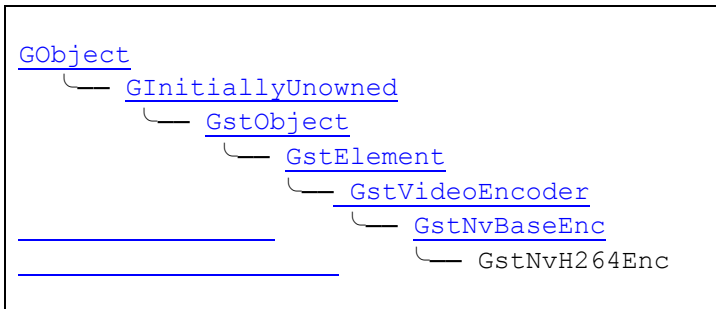 GObject
╰── GInitiallyUnowned
╰── GstObject
╰── GstElement
╰── GstVideoEncoder
╰── GstNvBaseEnc
╰── GstNvH264Enc